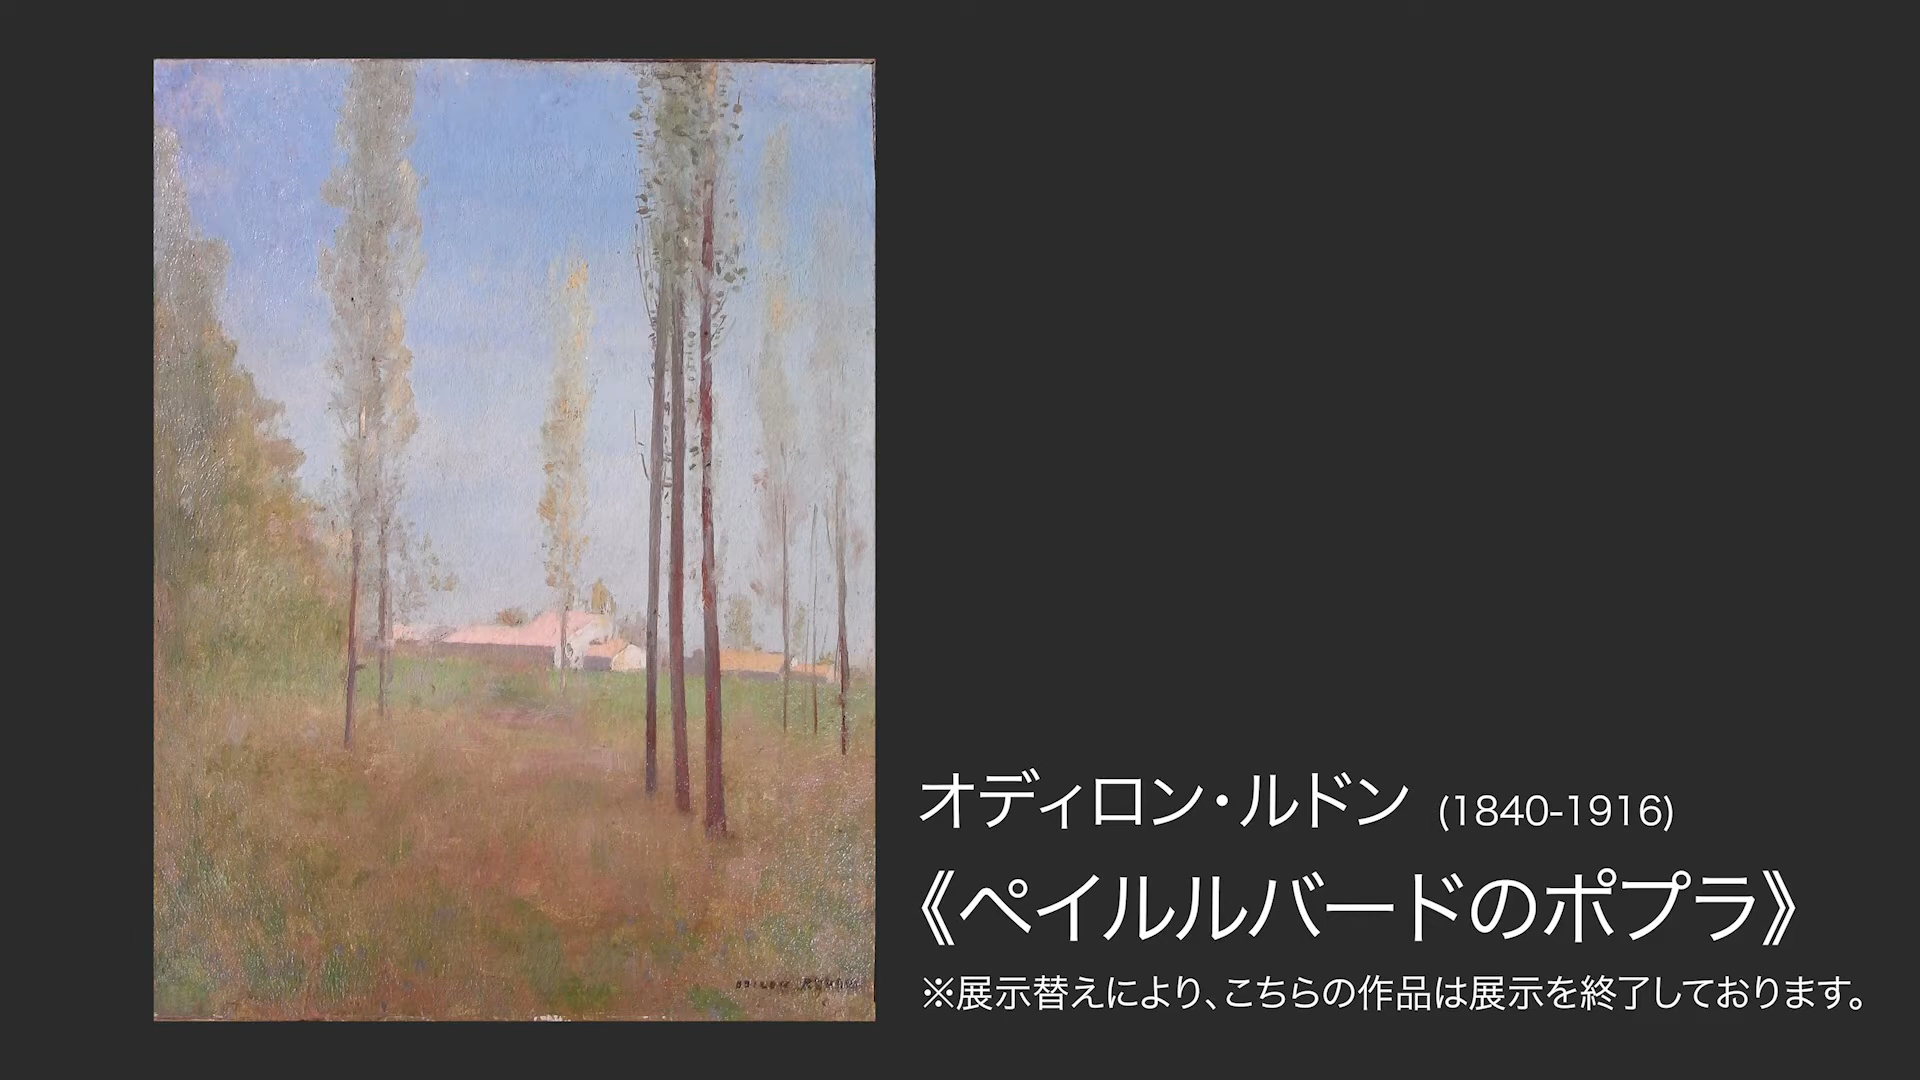 オディロン・ルドン (1840-1916)
《ペイルルバードのポプラ》
※展示替えにより、こちらの作品は展示を終了しております。
ODILON REDON